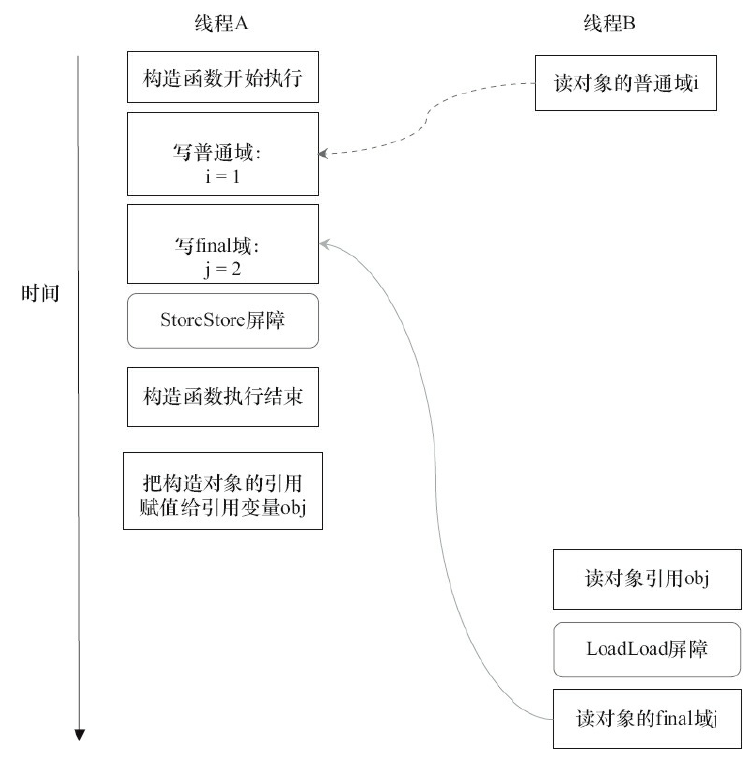 线程A
线程B
构造函数开始执行
读对象的普通域i
写普通域：
i = 1
写final域：
j = 2
时间
StoreStore屏障
构造函数执行结束
把构造对象的引用
赋值给引用变量obj
读对象引用obj
LoadLoad屏障
读对象的final域j